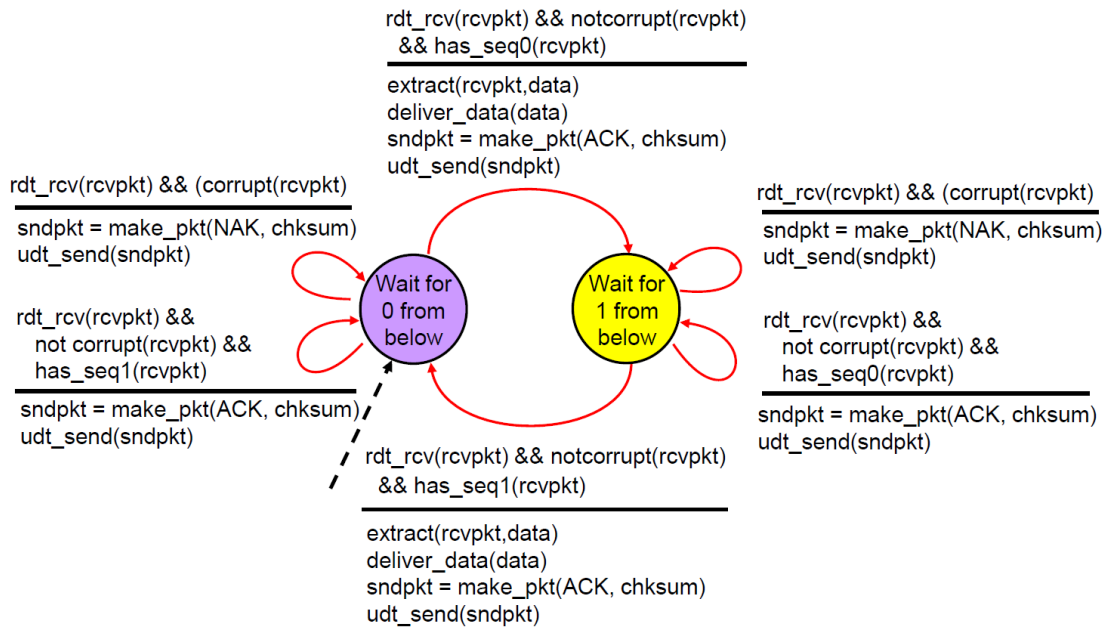 rdt_rcv(rcvpkt) && notcorrupt(rcvpkt)
&& has_seq0(rcvpkt)
extract(rcvpkt,data)
deliver_data(data)
sndpkt = make_pkt(ACK, chksum)
udt_send(sndpkt)
rdt_rcv(rcvpkt) && (corrupt(rcvpkt)
sndpkt = make_pkt(NAK, chksum)
udt_send(sndpkt)
rdt_rcv(rcvpkt) &&
not corrupt(rcvpkt) &&
has_seq1(rcvpkt)
sndpkt = make_pkt(ACK, chksum)
udt_send(sndpkt)
Wait for
0 from
below
Wait for
1 from
below
rdt_rcv(rcvpkt) && (corrupt(rcvpkt)
sndpkt = make_pkt(NAK, chksum)
udt_send(sndpkt)
rdt_rcv(rcvpkt) &&
not corrupt(rcvpkt) &&
has_seq0(rcvpkt)
sndpkt = make_pkt(ACK, chksum)
udt_send(sndpkt)
rdt_rcv(rcvpkt) && notcorrupt(rcvpkt)
&& has_seq1(rcvpkt)
extract(rcvpkt,data)
deliver_data(data)
sndpkt = make_pkt(ACK, chksum)
udt_send(sndpkt)